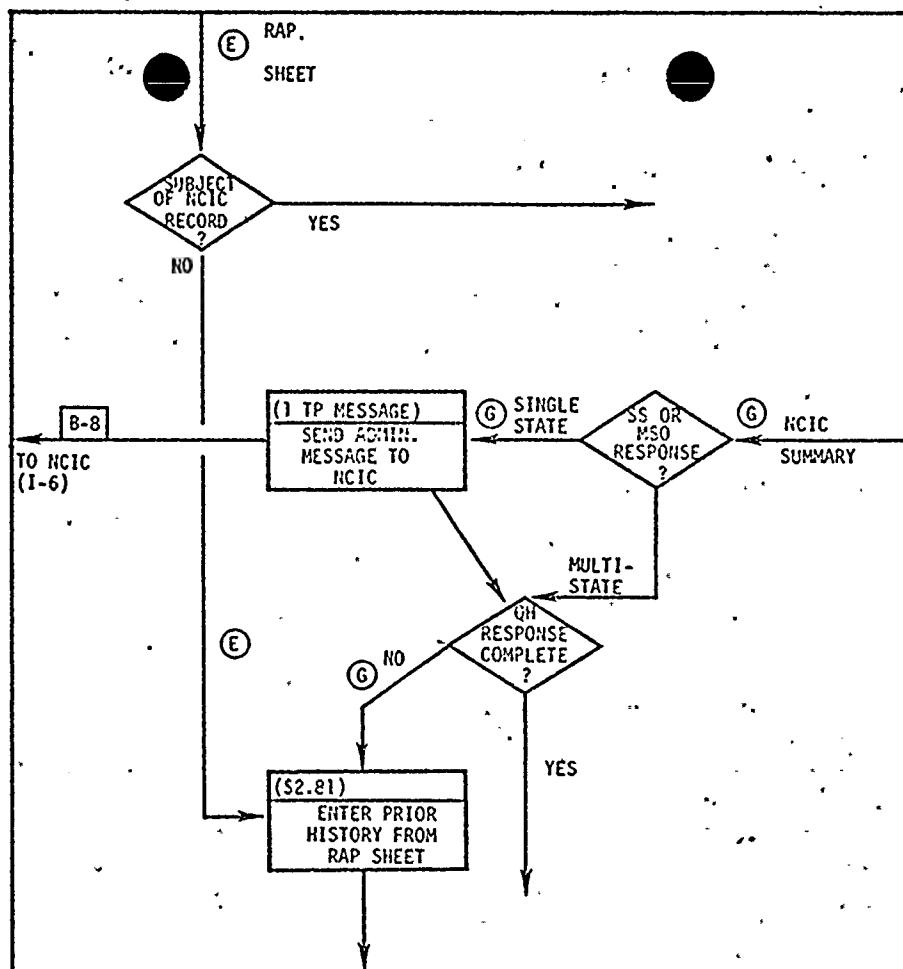 E RAP.
SHEET
SUBJECT
OF NCIC
RECORD
?
YES
NO
B-8
TO NCIC
(I-6)
(1 TP MESSAGE)
SEND ADMIN.
MESSAGE TO
NCIC
G SINGLE
STATE
SS OR
MSO
RESPONSE
?
G NCIC
SUMMARY
MULTI-
STATE
QH
RESPONSE
COMPLETE
?
E
G NO
YES
($2.81)
ENTER PRIOR
HISTORY FROM
RAP SHEET